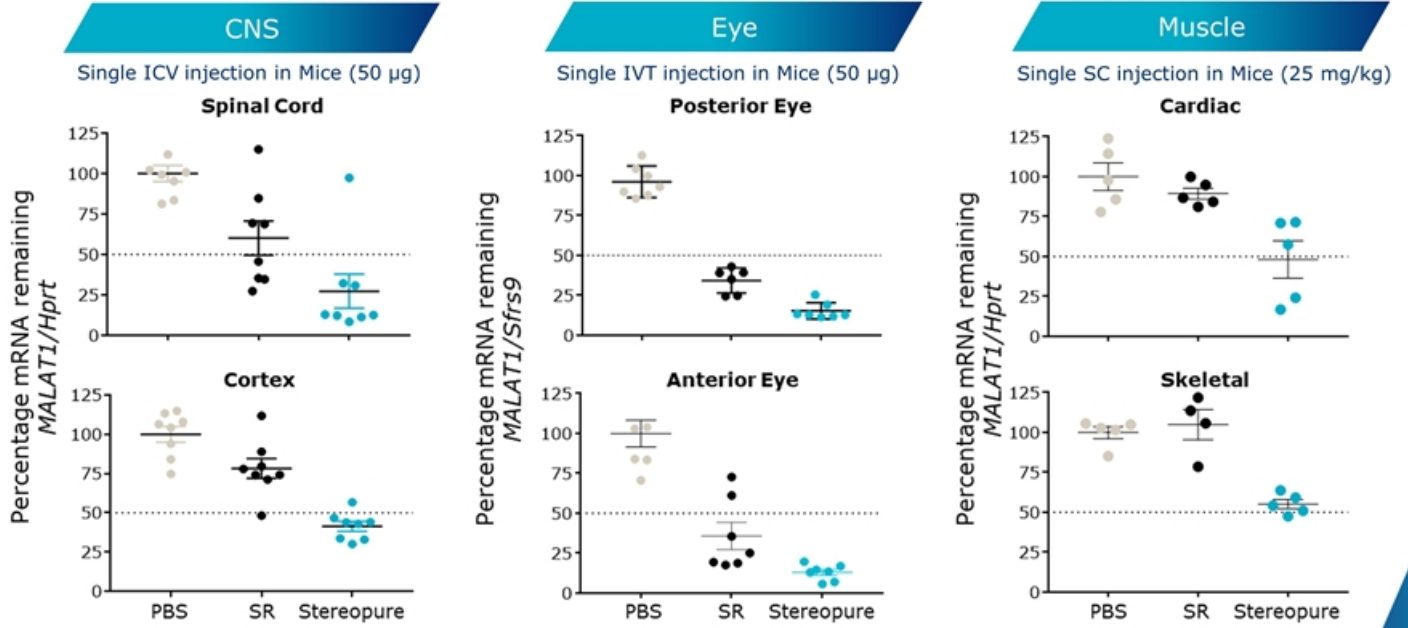 CNS
Single ICV injection in Mice (50 µg)
Spinal Cord
Percentage mRNA remaining
MALAT1/Hprt
125
100
75
50
25
0
Cortex
125
100
75
50
25
0
PBS SR Stereopure
Eye
Single IVT injection in Mice (50 µg)
Posterior Eye
Percentage mRNA remaining
MALAT1/Sfrs9
125
100
75
50
25
0
Anterior Eye
125
100
75
50
25
0
PBS SR Stereopure
Muscle
Single SC injection in Mice (25 mg/kg)
Cardiac
Percentage mRNA remaining
MALAT1/Hprt
125
100
75
50
25
0
Skeletal
125
100
75
50
25
0
PBS SR Stereopure